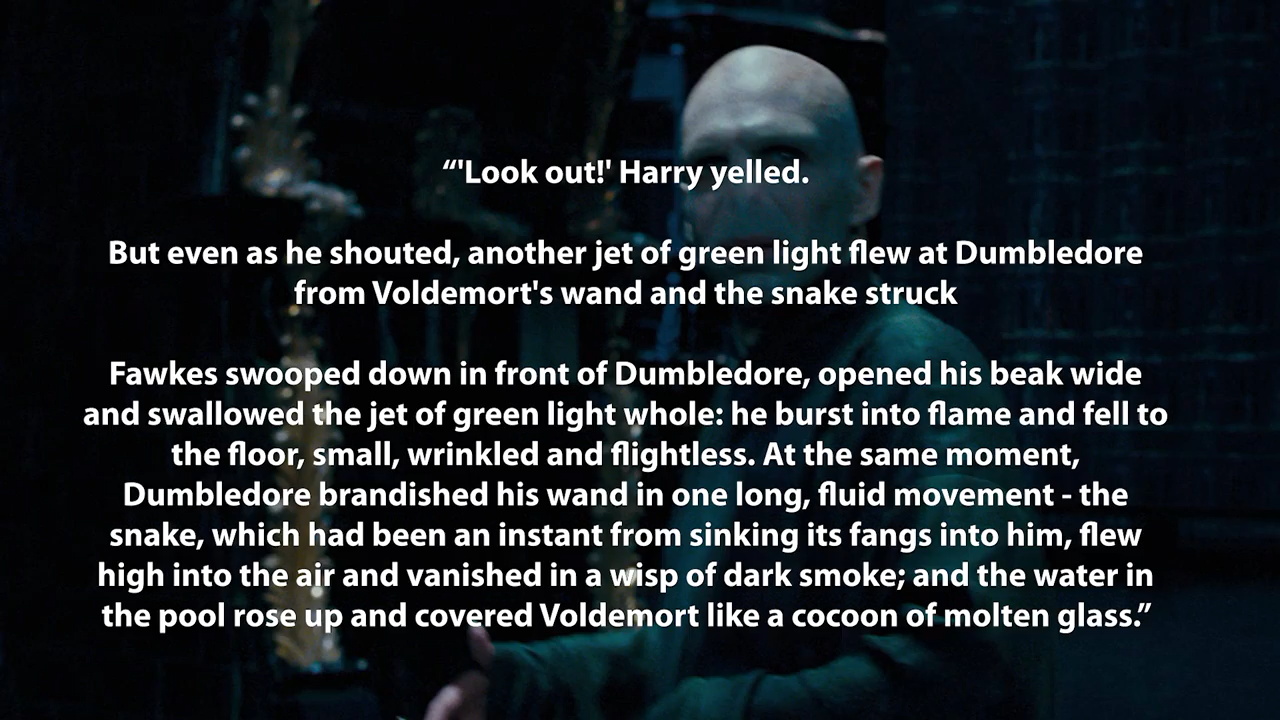 “'Look out!' Harry yelled.
But even as he shouted, another jet of green light flew at Dumbledore
from Voldemort's wand and the snake struck
Fawkes swooped down in front of Dumbledore, opened his beak wide
and swallowed the jet of green light whole: he burst into flame and fell to
the floor, small, wrinkled and flightless. At the same moment,
Dumbledore brandished his wand in one long, fluid movement - the
snake, which had been an instant from sinking its fangs into him, flew
high into the air and vanished in a wisp of dark smoke; and the water in
the pool rose up and covered Voldemort like a cocoon of molten glass.”